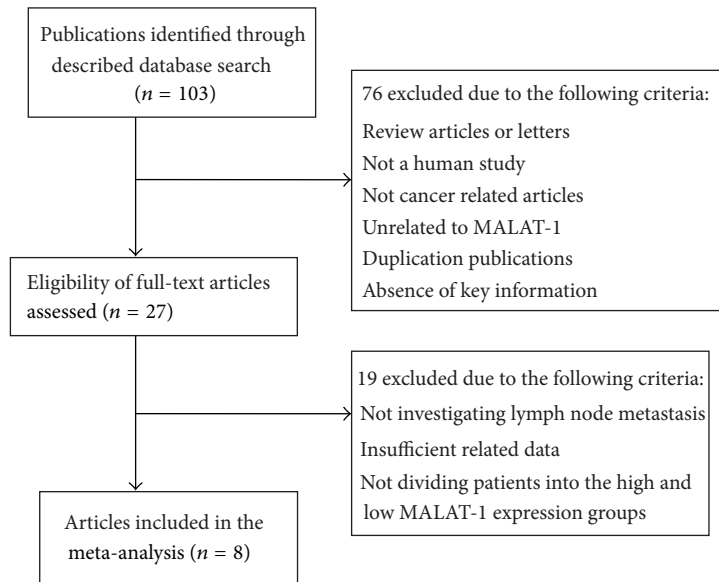 Publications identified through
described database search
(n = 103)
76 excluded due to the following criteria:
Review articles or letters
Not a human study
Not cancer related articles
Unrelated to MALAT-1
Duplication publications
Absence of key information
Eligibility of full-text articles
assessed (n = 27)
19 excluded due to the following criteria:
Not investigating lymph node metastasis
Insufficient related data
Not dividing patients into the high and
low MALAT-1 expression groups
Articles included in the
meta-analysis (n = 8)